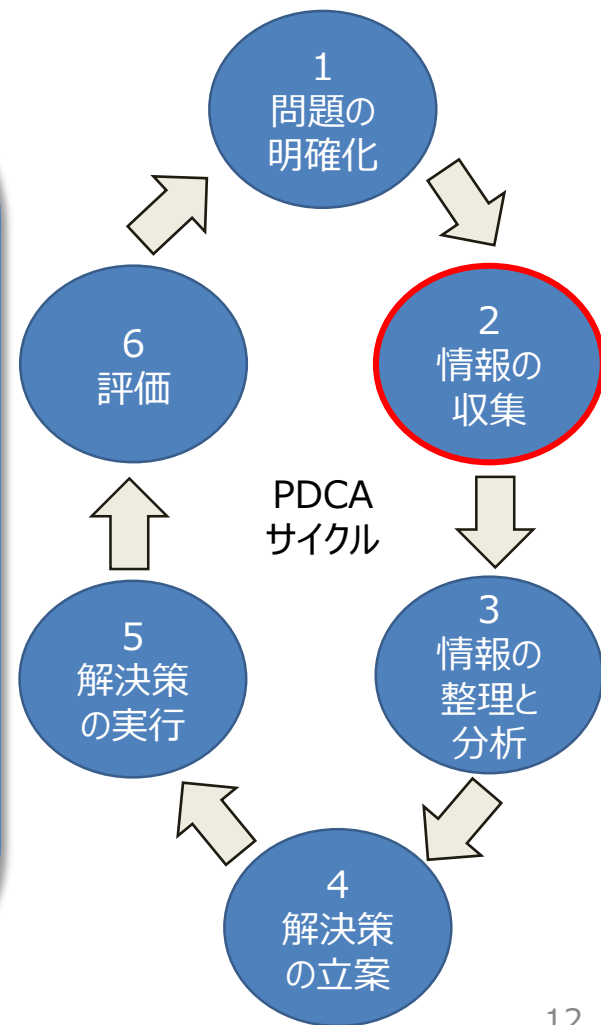 1
問題の
明確化
2
情報の
収集
3
情報の
整理と
分析
4
解決策
の立案
5
解決策
の実行
6
評価
PDCA
サイクル
12